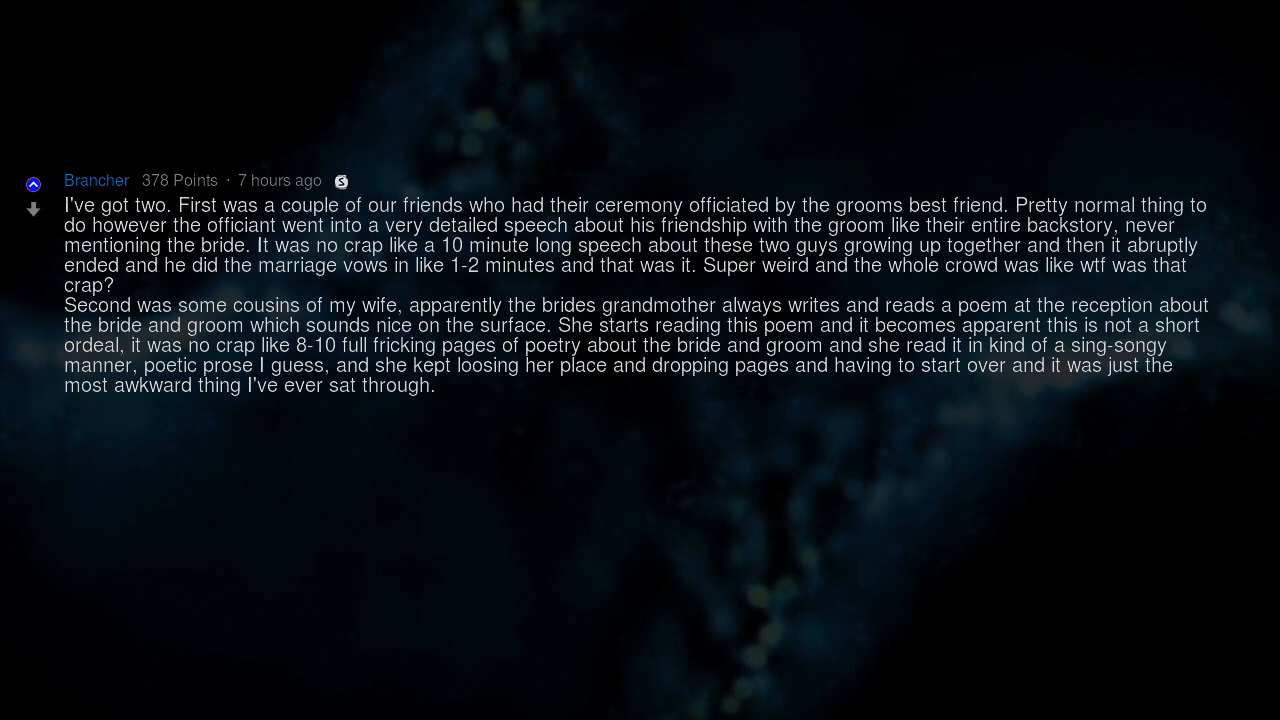 Brancher 378 Points · 7 hours ago
I've got two. First was a couple of our friends who had their ceremony officiated by the grooms best friend. Pretty normal thing to
do however the officiant went into a very detailed speech about his friendship with the groom like their entire backstory, never
mentioning the bride. It was no crap like a 10 minute long speech about these two guys growing up together and then it abruptly
ended and he did the marriage vows in like 1-2 minutes and that was it. Super weird and the whole crowd was like wtf was that
crap?
Second was some cousins of my wife, apparently the brides grandmother always writes and reads a poem at the reception about
the bride and groom which sounds nice on the surface. She starts reading this poem and it becomes apparent this is not a short
ordeal, it was no crap like 8-10 full fricking pages of poetry about the bride and groom and she read it in kind of a sing-songy
manner, poetic prose I guess, and she kept loosing her place and dropping pages and having to start over and it was just the
most awkward thing I've ever sat through.